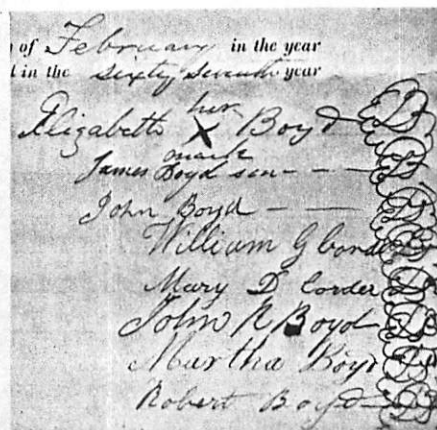 of February in the year
in the sixty seventh year
her
Elizabeth X Boyd
mark
James Boyd sen
John Boyd
William G
Mary D Corder
John R Boyd
Martha Boyd
Robert Boyd